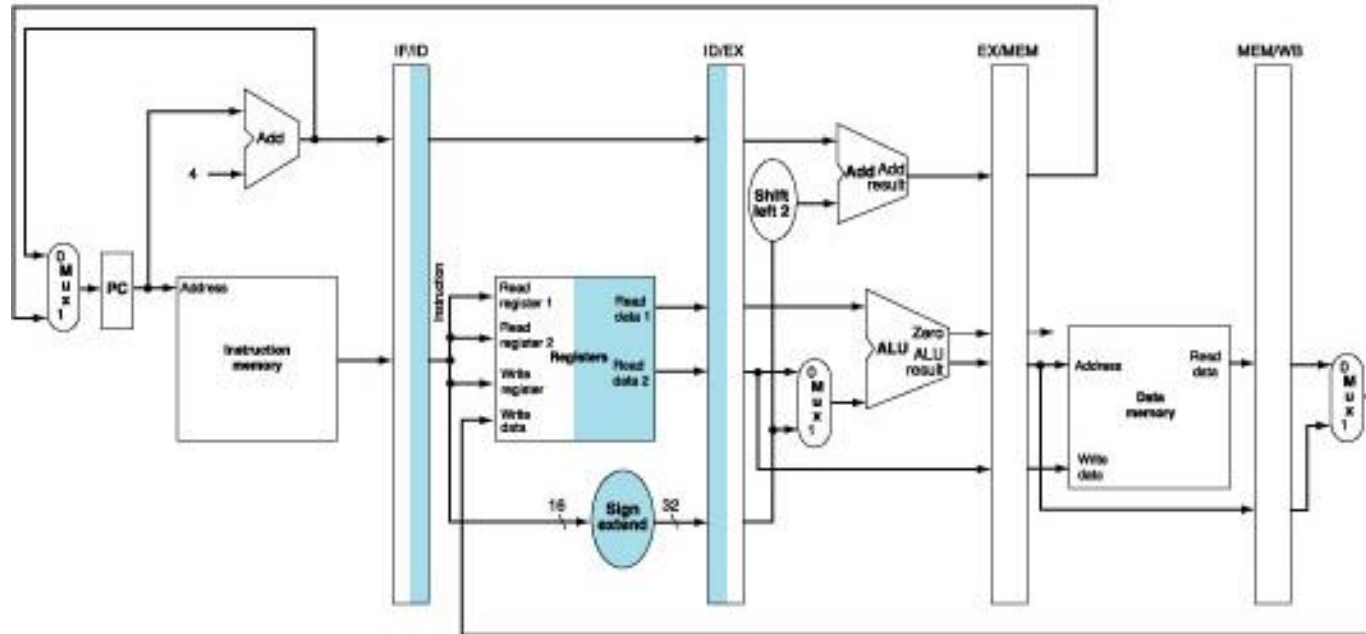 IF/ID
ID/EX
EX/MEM
MEM/WB
Add
4
Shift
left 2
Add Add
result
0
M
u
x
1
PC
Address
Instruction
memory
Instruction
Read
register 1
Read
register 2
Write
register
Write
data
Registers
Read
data 1
Read
data 2
0
M
u
x
1
Zero
ALU ALU
result
Address
Read
data
Data
memory
Write
data
0
M
u
x
1
16
Sign
extend
32